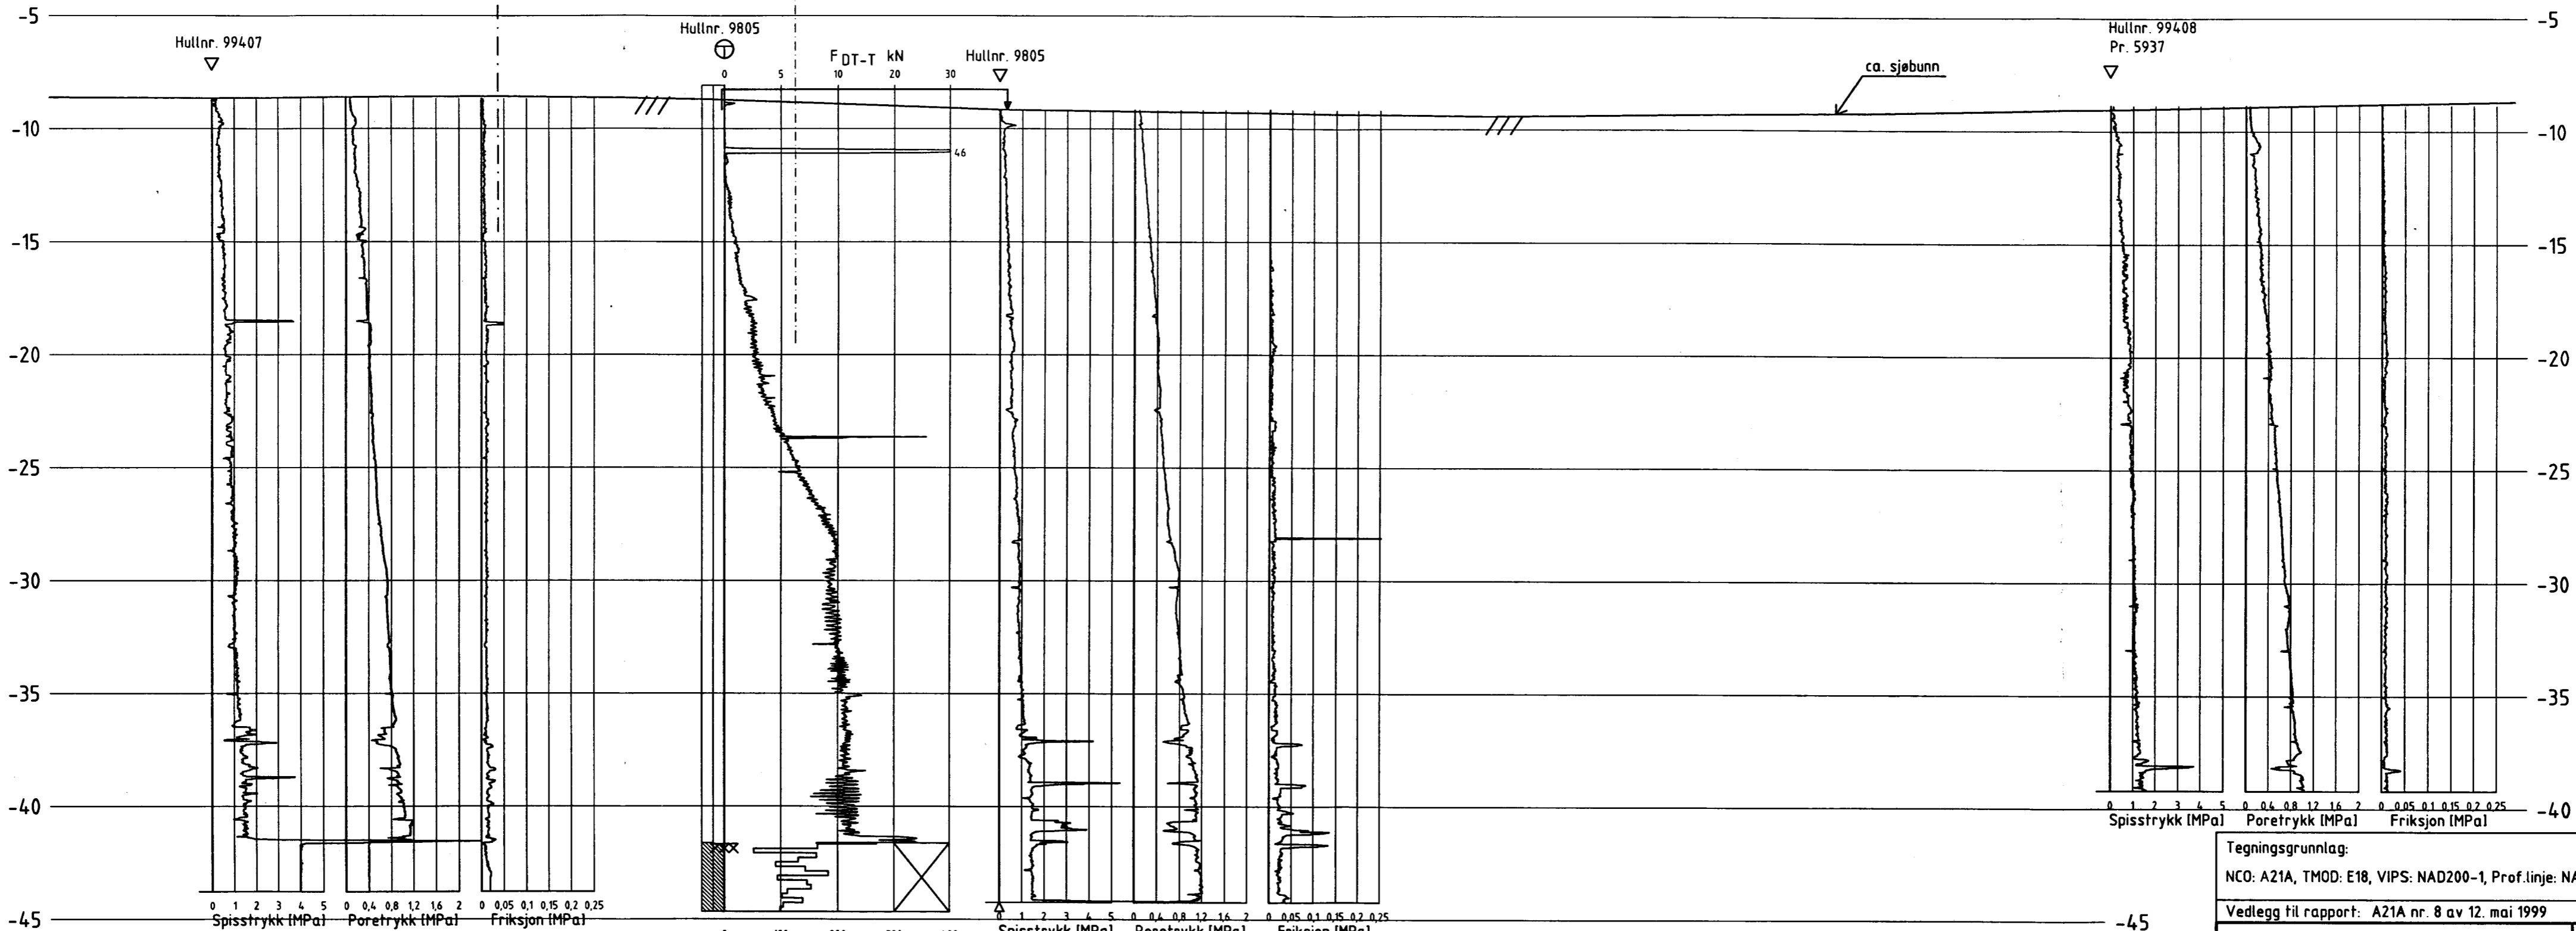 -5
-5
Hullnr. 99407
Hullnr. 9805
F DT-T kN
Hullnr. 9805
Hullnr. 99408
Pr. 5937
ca. sjøbunn
0 5 10 20 30
-10
-10
46
-15
-15
-20
-20
-25
-25
-30
-30
-35
-35
-40
-40
0 1 2 3 4 5 0 0,4 0,8 1,2 1,6 2 0 0,05 0,1 0,15 0,2 0,25
Spisstrykk [MPa] Poretrykk [MPa] Friksjon [MPa]
Tegningsgrunnlag:
NCO: A21A, TMOD: E18, VIPS: NAD200-1, Prof.linje: NA
Vedlegg til rapport: A21A nr. 8 av 12. mai 1999
0 1 2 3 4 5 0 0,4 0,8 1,2 1,6 2 0 0,05 0,1 0,15 0,2 0,25
Spisstrykk [MPa] Poretrykk [MPa] Friksjon [MPa]
0 1 2 3 4 5 0 0,4 0,8 1,2 1,6 2 0 0,05 0,1 0,15 0,2 0,25
Spisstrykk [MPa] Poretrykk [MPa] Friksjon [MPa]
-45
-45